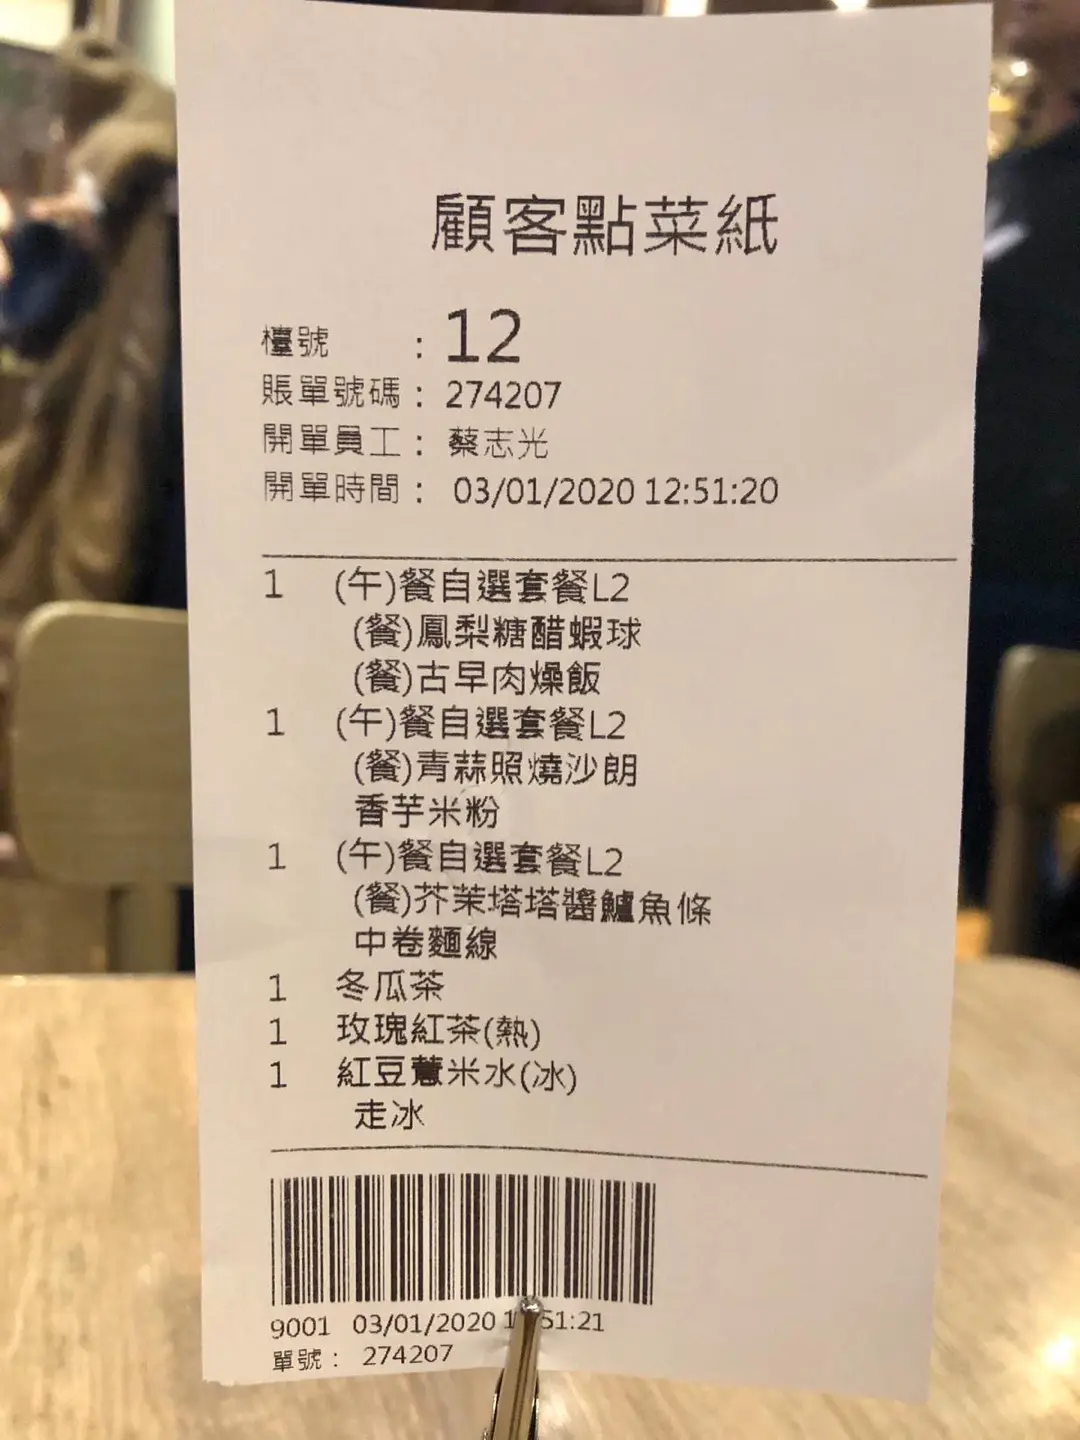 顧客點菜紙
檯號 : 12
賬單號碼 : 274207
開單員工 : 蔡志光
開單時間 : 03/01/2020 12:51:20
1 (午)餐自選套餐L2
(餐)鳳梨糖醋蝦球
(餐)古早肉燥飯
1 (午)餐自選套餐L2
(餐)青蒜照燒沙朗
香芋米粉
1 (午)餐自選套餐L2
(餐)芥茉塔塔醬鱸魚條
中卷麵線
1 冬瓜茶
1 玫瑰紅茶(熱)
1 紅豆薏米水(冰)
走冰
9001 03/01/2020 1 51:21
單號 : 274207